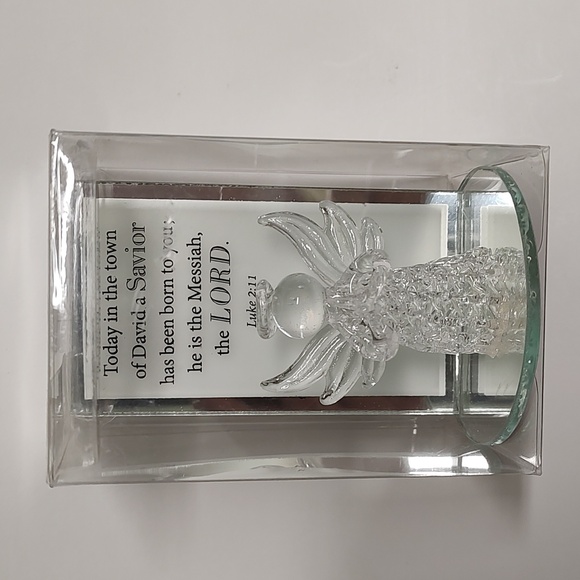 Today in the town
of David a Savior
has been born to you;
he is the Messiah,
the LORD.
Luke 2:11